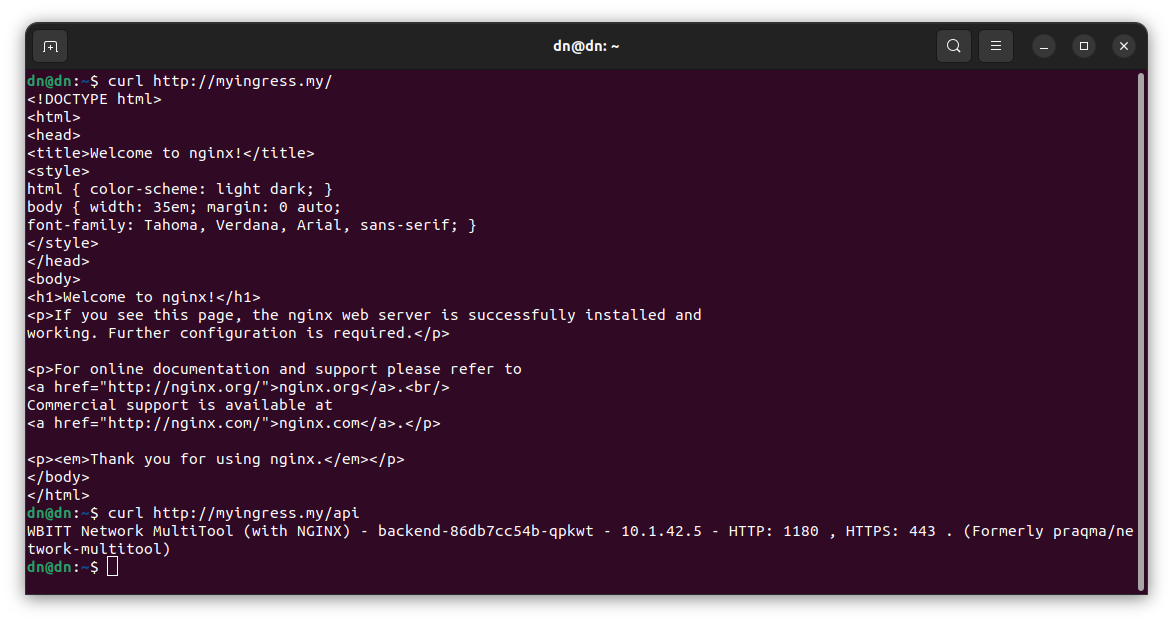 dn@dn: ~
dn@dn:~$ curl http://myingress.my/
<!DOCTYPE html>
<html>
<head>
<title>Welcome to nginx!</title>
<style>
html { color-scheme: light dark; }
body { width: 35em; margin: 0 auto;
font-family: Tahoma, Verdana, Arial, sans-serif; }
</style>
</head>
<body>
<h1>Welcome to nginx!</h1>
<p>If you see this page, the nginx web server is successfully installed and
working. Further configuration is required.</p>

<p>For online documentation and support please refer to
<a href="http://nginx.org/">nginx.org</a>.<br/>
Commercial support is available at
<a href="http://nginx.com/">nginx.com</a>.</p>

<p><em>Thank you for using nginx.</em></p>
</body>
</html>
dn@dn:~$ curl http://myingress.my/api
WBITT Network MultiTool (with NGINX) - backend-86db7cc54b-qpkwt - 10.1.42.5 - HTTP: 1180 , HTTPS: 443 . (Formerly praqma/ne
twork-multitool)
dn@dn:~$